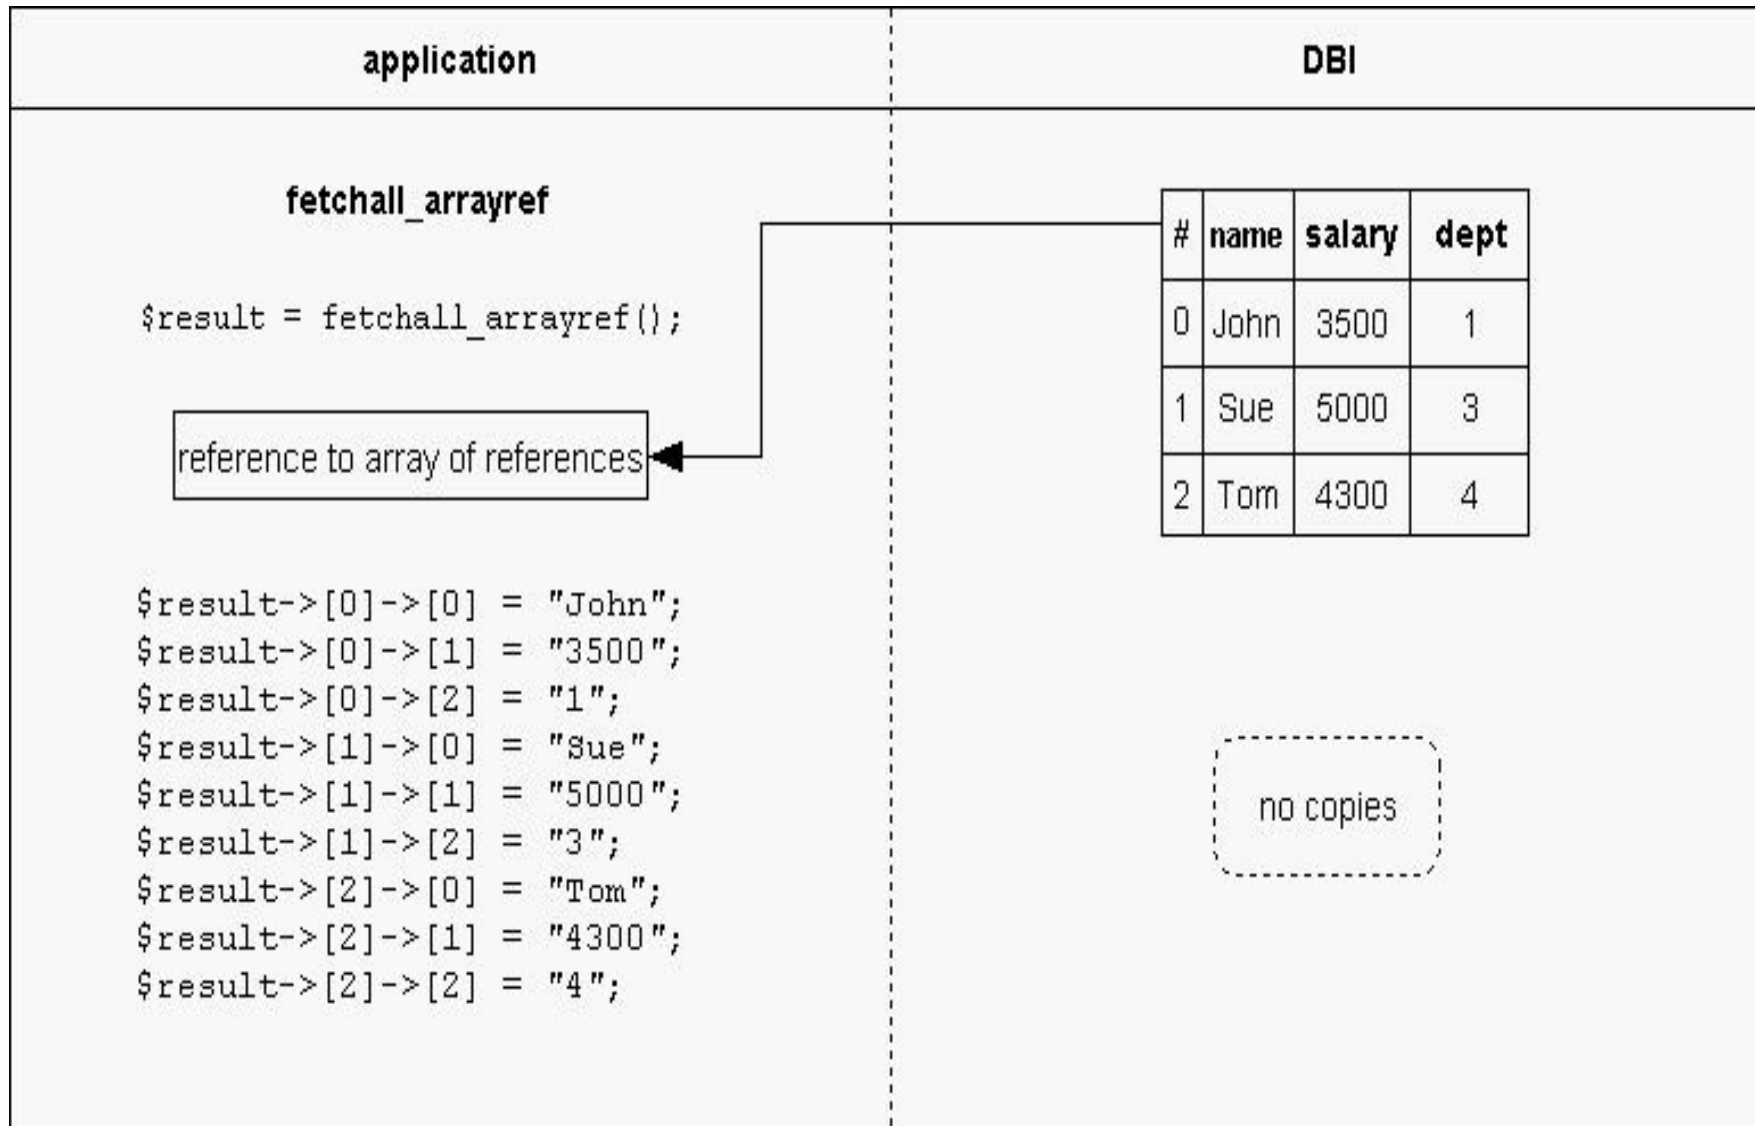 application
DBI
fetchall_arrayref
$result = fetchall_arrayref();
reference to array of references
$result->[0]->[0] = "John";
$result->[0]->[1] = "3500";
$result->[0]->[2] = "1";
$result->[1]->[0] = "Sue";
$result->[1]->[1] = "5000";
$result->[1]->[2] = "3";
$result->[2]->[0] = "Tom";
$result->[2]->[1] = "4300";
$result->[2]->[2] = "4";
# name salary dept
0 John 3500 1
1 Sue 5000 3
2 Tom 4300 4
no copies